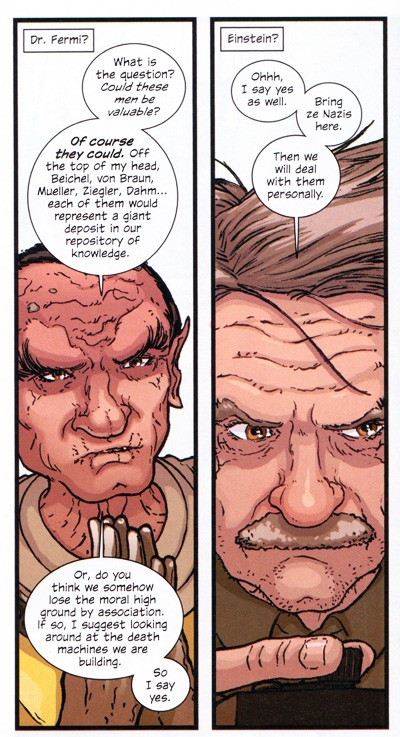 Dr. Fermi?
What is
the question?
Could these
men be
valuable?
Of course
they could. Off
the top of my head,
Beichel, von Braun,
Mueller, Ziegler, Dahm...
each of them would
represent a giant
deposit in our
repository of
knowledge.
Or, do you
think we somehow
lose the moral high
ground by association.
If so, I suggest looking
around at the death
machines we are
building.
So
I say
yes.
Einstein?
Ohhh,
I say yes
as well.
Bring
ze Nazis
here.
Then we
will deal
with them
personally.